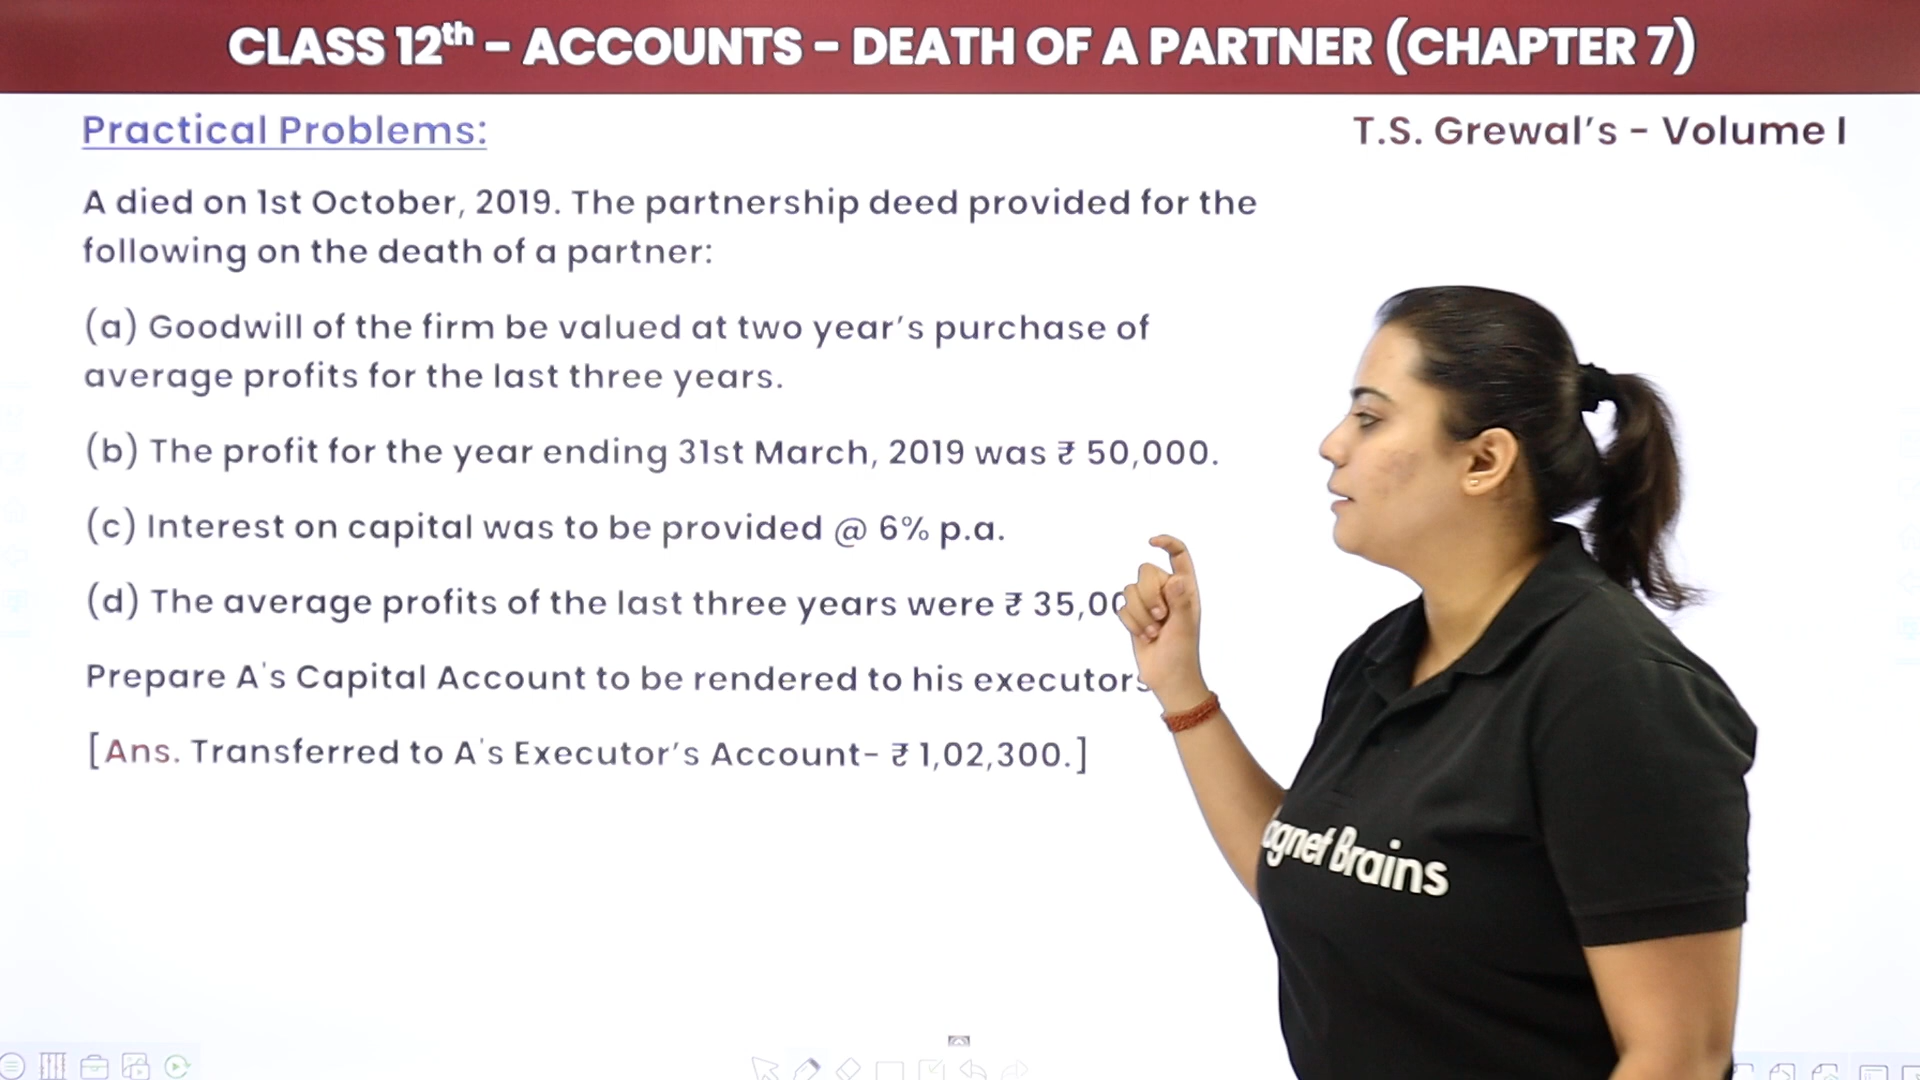 CLASS 12th – ACCOUNTS – DEATH OF A PARTNER (CHAPTER 7)
Practical Problems:
T.S. Grewal’s - Volume I
A died on 1st October, 2019. The partnership deed provided for the
following on the death of a partner:
(a) Goodwill of the firm be valued at two year’s purchase of
average profits for the last three years.
(b) The profit for the year ending 31st March, 2019 was ₹ 50,000.
(c) Interest on capital was to be provided @ 6% p.a.
(d) The average profits of the last three years were ₹ 35,00
Prepare A's Capital Account to be rendered to his executors
[Ans. Transferred to A's Executor’s Account- ₹ 1,02,300.]
agnet Brains